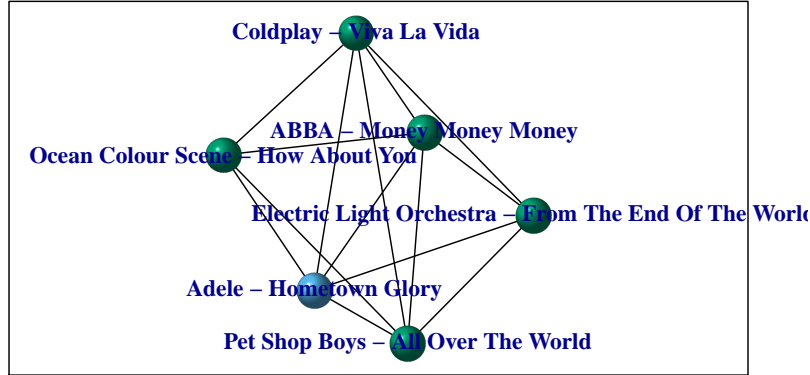 Coldplay – Viva La Vida
ABBA – Money Money Money
Ocean Colour Scene – How About You
Electric Light Orchestra – From The End Of The World
Adele – Hometown Glory
Pet Shop Boys – All Over The World